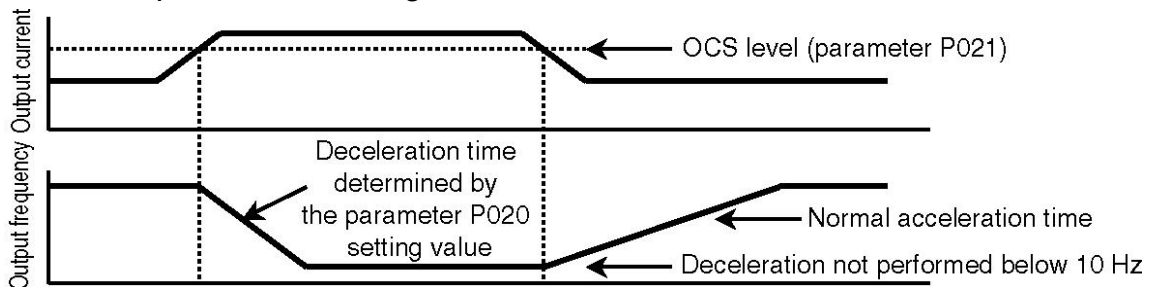 Output current
OCS level (parameter P021)
Output frequency
Deceleration time
determined by
the parameter P020
setting value
Normal acceleration time
Deceleration not performed below 10 Hz